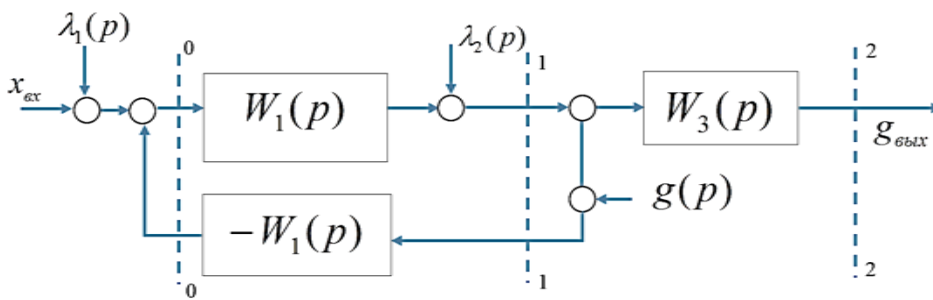 λ₁(p)
0
λ₂(p)
1
2
xвх
W₁(p)
W₃(p)
gвых
g(p)
−W₁(p)
0
1
2